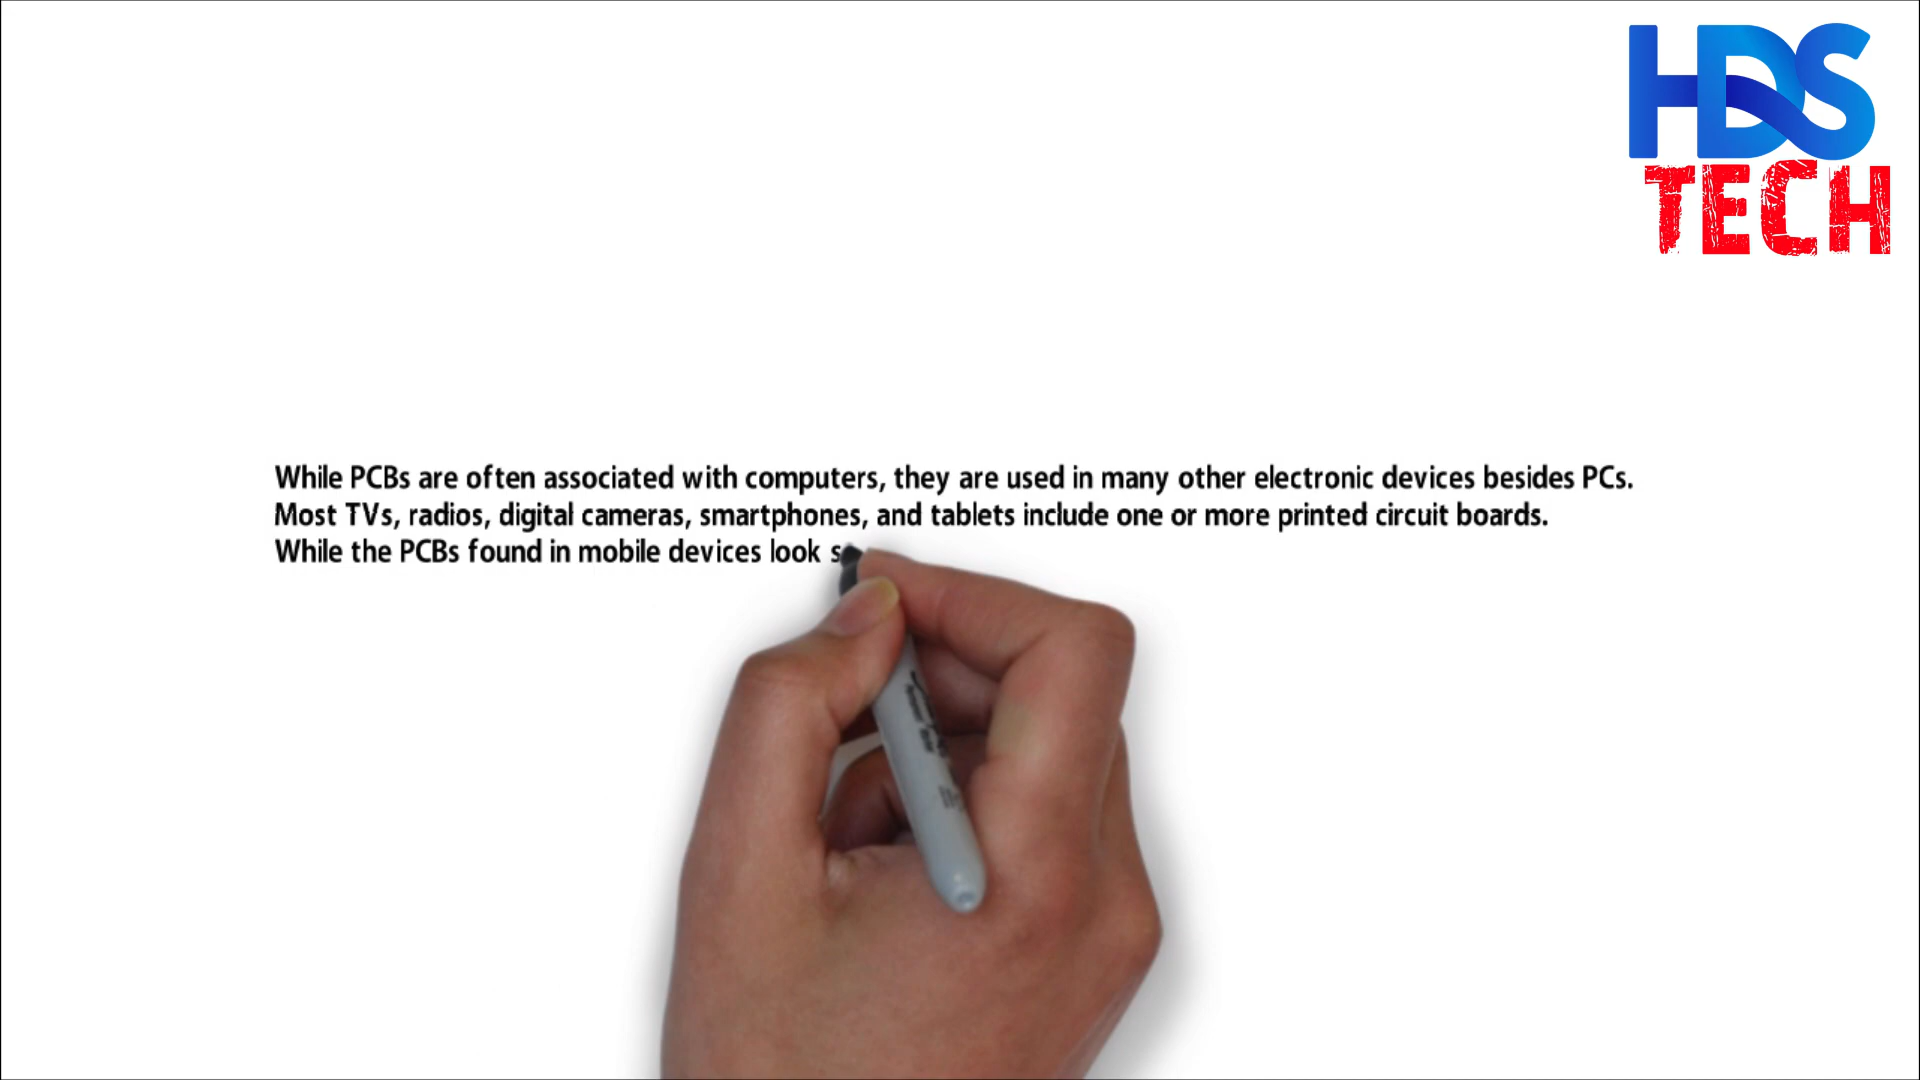 HDS
TECH
While PCBs are often associated with computers, they are used in many other electronic devices besides PCs.
Most TVs, radios, digital cameras, smartphones, and tablets include one or more printed circuit boards.
While the PCBs found in mobile devices look s